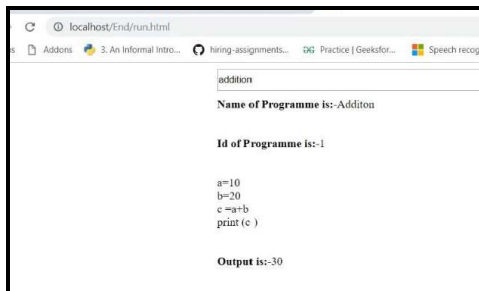 localhost/End/run.html
Addons 3. An Informal Intro... hiring-assignments... Practice | Geeksfor... Speech recog
addition
Name of Programme is:-Additon
Id of Programme is:-1
a=10
b=20
c =a+b
print (c )
Output is:-30